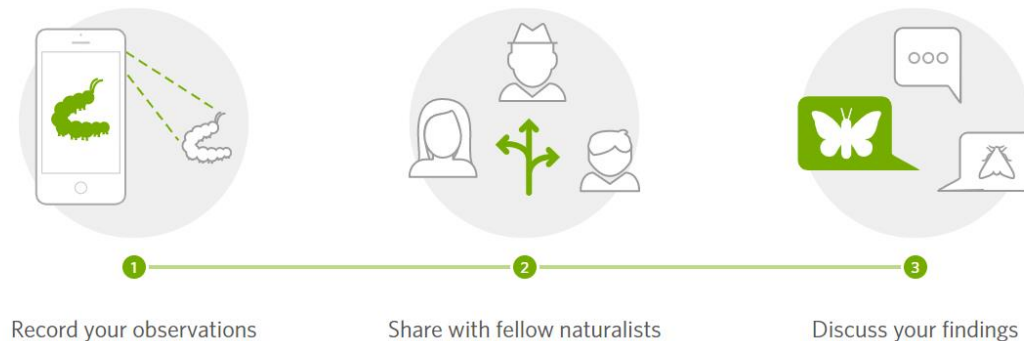 1
2
3
Record your observations
Share with fellow naturalists
Discuss your findings